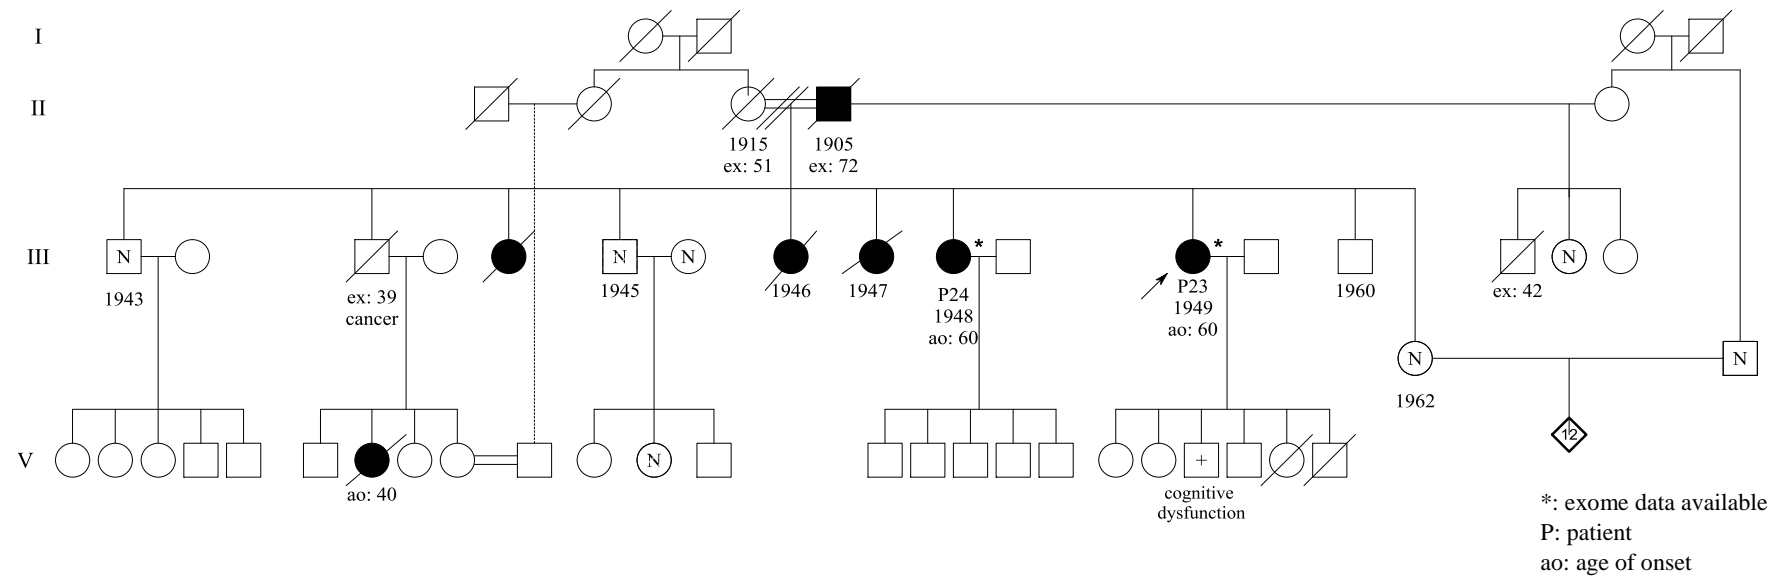 I
II
1915
ex: 51
1905
ex: 72
III
N
1943
ex: 39
cancer
N
1945
N
1946
1947
*
P24
1948
ao: 60
*
P23
1949
ao: 60
1960
ex: 42
N
N
1962
N
V
ao: 40
N
+
cognitive
dysfunction
12
*: exome data available
P: patient
ao: age of onset